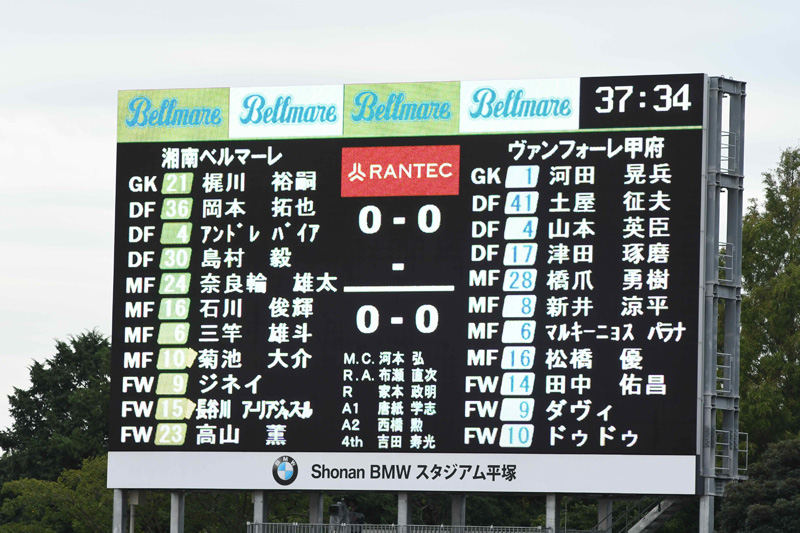 Bellmare Bellmare Bellmare Bellmare 37:34
湘南ベルマーレ
GK 21 梶川 裕嗣
DF 36 岡本 拓也
DF 4 アンドレ バイア
DF 30 島村 毅
MF 24 奈良輪 雄太
MF 16 石川 俊輝
MF 6 三竿 雄斗
MF 10 菊池 大介
FW 9 ジネイ
FW 15 長谷川 アーリアジャスール
FW 23 高山 薫
RANTEC
0 - 0
-
0 - 0
M.C. 河本 弘
R.A. 布瀬 直次
R 家本 政明
A1 唐紙 学志
A2 西橋 勲
4th 吉田 寿光
ヴァンフォーレ甲府
GK 1 河田 晃兵
DF 41 土屋 征夫
DF 4 山本 英臣
DF 17 津田 琢磨
MF 28 橋爪 勇樹
MF 8 新井 涼平
MF 6 マルキーニョス パラナ
MF 16 松橋 優
FW 14 田中 佑昌
FW 9 ダヴィ
FW 10 ドゥドゥ
BMW Shonan BMW スタジアム平塚